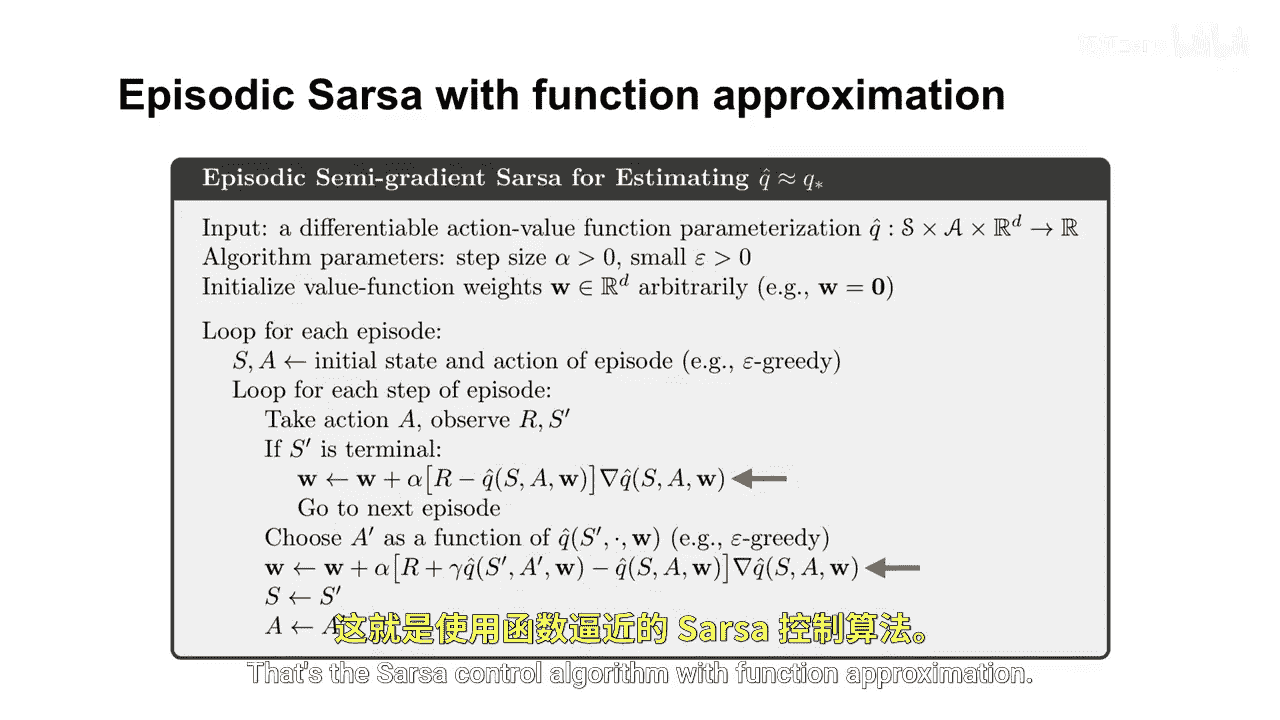 Episodic Sarsa with function approximation
Episodic Semi-gradient Sarsa for Estimating q̂ ≈ q*
Input: a differentiable action-value function parameterization q̂ : 𝒮 × 𝒜 × ℝᵈ → ℝ
Algorithm parameters: step size α > 0, small ε > 0
Initialize value-function weights w ∈ ℝᵈ arbitrarily (e.g., w = 0)
Loop for each episode:
S, A ← initial state and action of episode (e.g., ε-greedy)
Loop for each step of episode:
Take action A, observe R, S′
If S′ is terminal:
w ← w + α[R − q̂(S, A, w)]∇q̂(S, A, w)
Go to next episode
Choose A′ as a function of q̂(S′, ·, w) (e.g., ε-greedy)
w ← w + α[R + γq̂(S′, A′, w) − q̂(S, A, w)]∇q̂(S, A, w)
S ← S′
A ← A
这就是使用函数逼近的 Sarsa 控制算法。
That's the Sarsa control algorithm with function approximation.